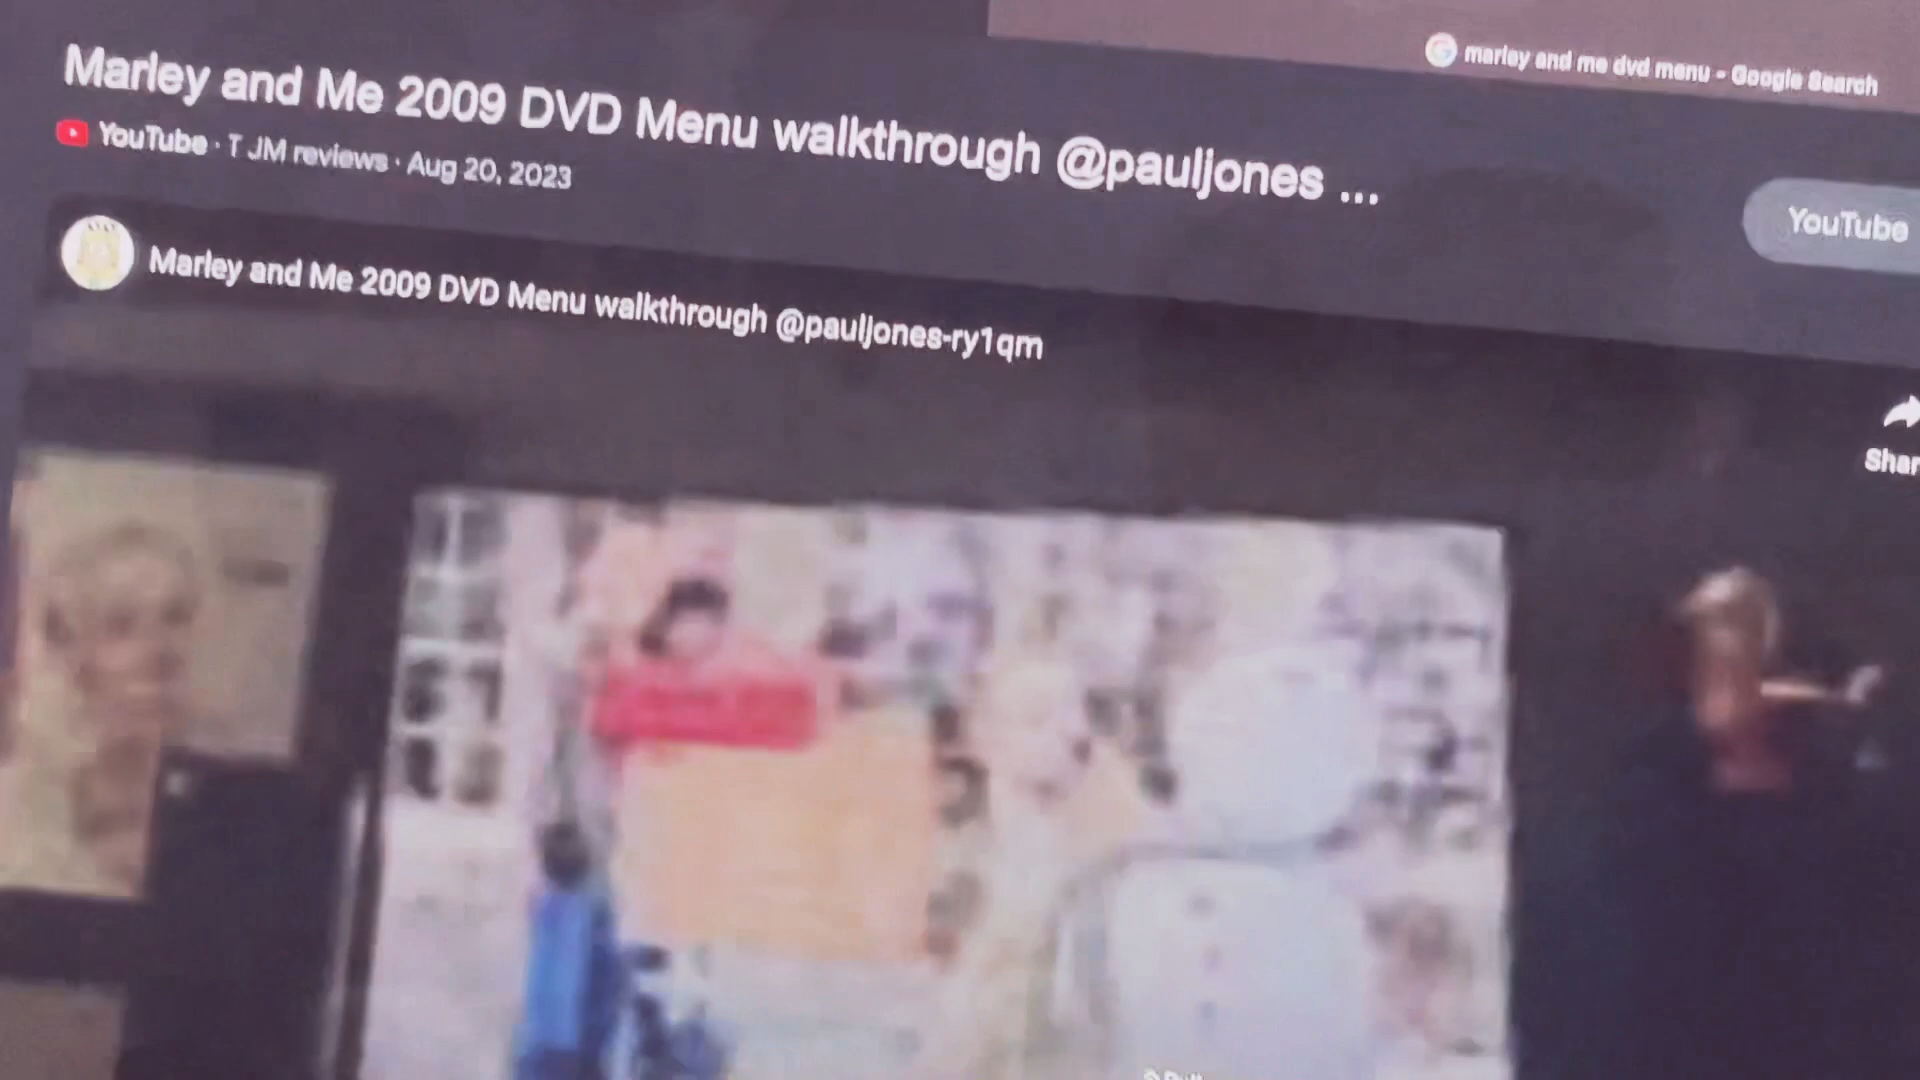 marley and me dvd menu - Google Search
Marley and Me 2009 DVD Menu walkthrough @pauljones ...
YouTube · T JM reviews · Aug 20, 2023
YouTube
Marley and Me 2009 DVD Menu walkthrough @pauljones-ry1qm
Shar